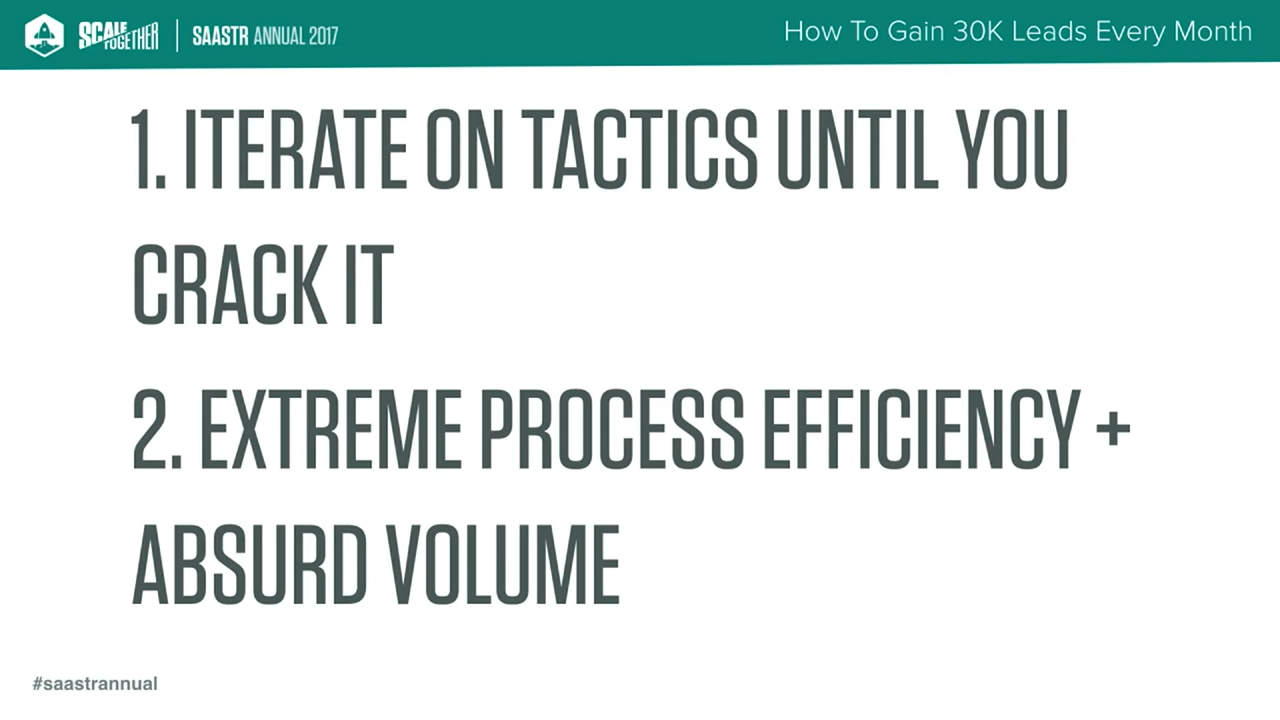 SCALE TOGETHER | SAASTR ANNUAL 2017
How To Gain 30K Leads Every Month
1. ITERATE ON TACTICS UNTIL YOU
CRACK IT
2. EXTREME PROCESS EFFICIENCY +
ABSURD VOLUME
#saastrannual